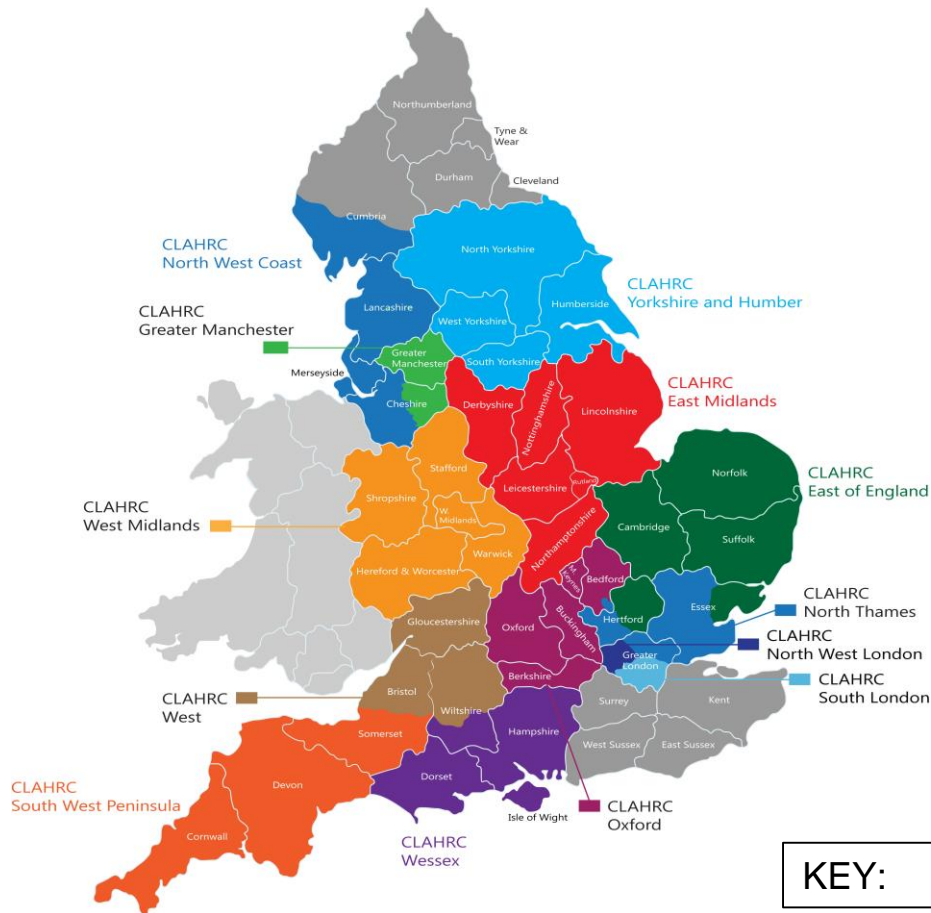 Northumberland
Tyne &
Wear
Durham
Cleveland
Cumbria
CLAHRC
North West Coast
North Yorkshire
CLAHRC
Yorkshire and Humber
Lancashire
Humberside
West Yorkshire
CLAHRC
Greater Manchester
Greater
Manchester
South Yorkshire
Merseyside
Cheshire
Derbyshire
Nottinghamshire
Lincolnshire
CLAHRC
East Midlands
Stafford
Norfolk
CLAHRC
East of England
Shropshire
Leicestershire
Rutland
CLAHRC
West Midlands
W.
Midlands
Cambridge
Suffolk
Northamptonshire
Warwick
Hereford & Worcester
M.
Keynes
Bedford
CLAHRC
North Thames
Essex
Hertford
Gloucestershire
Oxford
Buckingham
CLAHRC
North West London
Greater
London
Berkshire
CLAHRC
South London
CLAHRC
West
Bristol
Wiltshire
Surrey
Kent
Somerset
Hampshire
West Sussex
East Sussex
CLAHRC
South West Peninsula
Devon
Dorset
Isle of Wight
CLAHRC
Oxford
Cornwall
CLAHRC
Wessex
KEY: